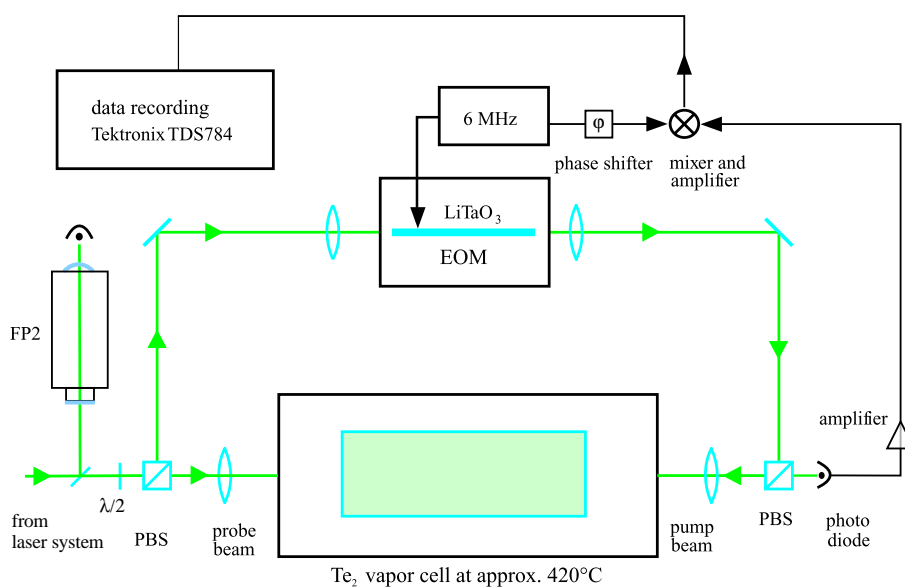 data recording
Tektronix TDS784
6 MHz
φ
phase shifter
mixer and
amplifier
LiTaO3
EOM
FP2
amplifier
λ/2
from
laser system
PBS
probe
beam
pump
beam
PBS
photo
diode
Te2 vapor cell at approx. 420°C